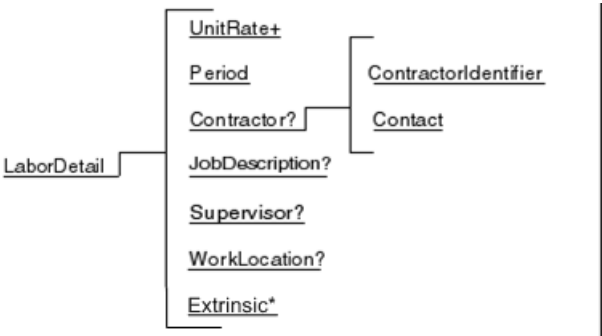 UnitRate+
Period
ContractorIdentifier
Contractor?
Contact
LaborDetail
JobDescription?
Supervisor?
WorkLocation?
Extrinsic*